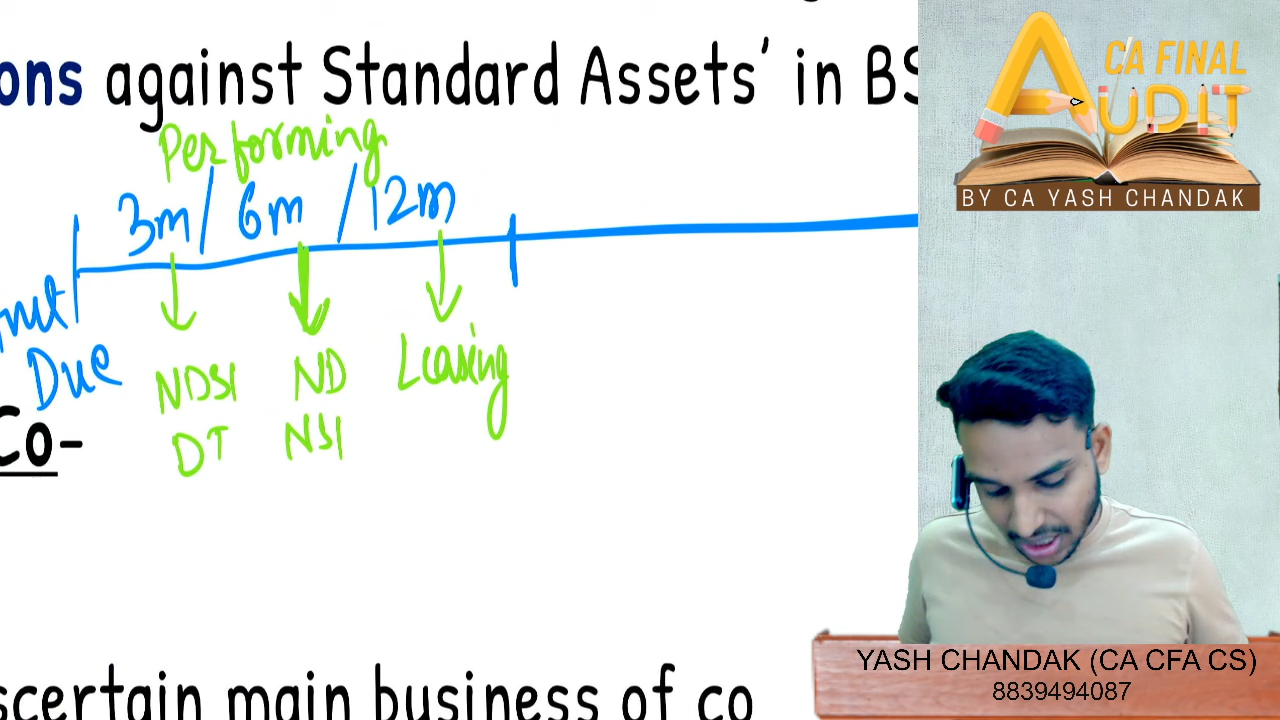 ons against Standard Assets' in BS
Performing
3m / 6m / 12m
Due
NDSI ND Leasing
DT NSI
Co-
scertain main business of co
CA FINAL
AUDIT
BY CA YASH CHANDAK
YASH CHANDAK (CA CFA CS)
8839494087